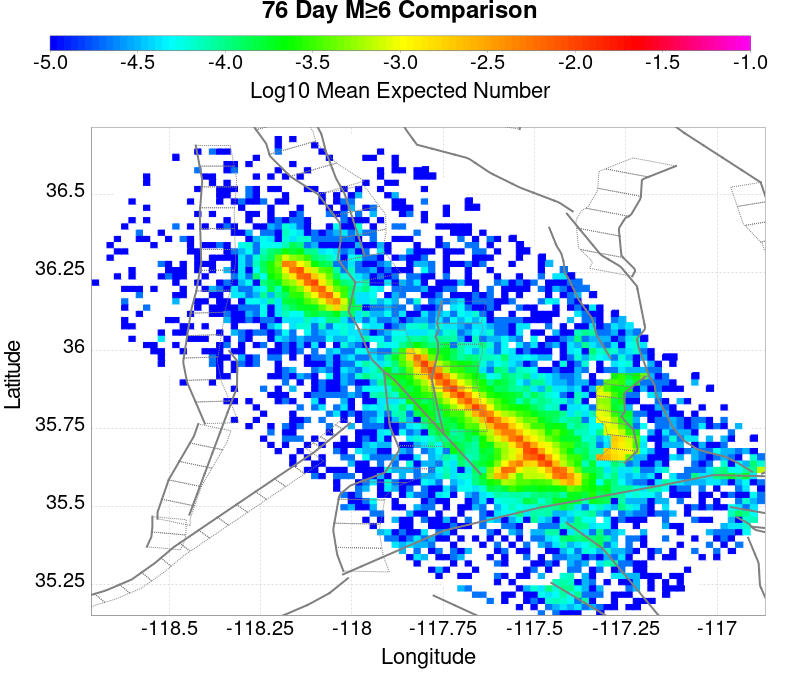 76 Day M≥6 Comparison
-5.0 -4.5 -4.0 -3.5 -3.0 -2.5 -2.0 -1.5 -1.0
Log10 Mean Expected Number
36.5
36.25
36
35.75
35.5
35.25
Latitude
-118.5 -118.25 -118 -117.75 -117.5 -117.25 -117
Longitude